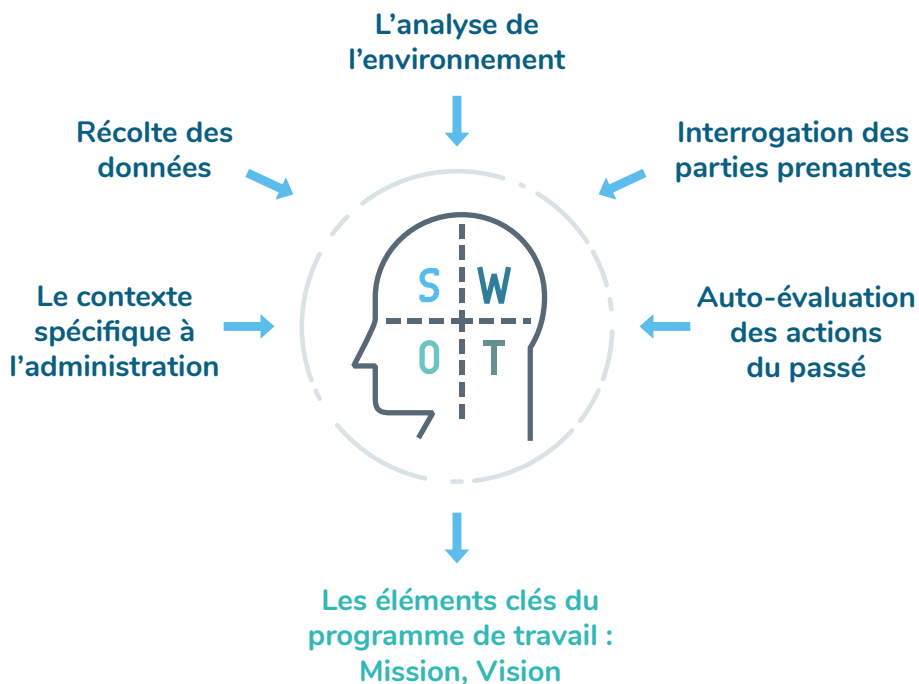 L'analyse de
l'environnement
Récolte des
données
Interrogation des
parties prenantes
Le contexte
spécifique à
l'administration
S W
O T
Auto-évaluation
des actions
du passé
Les éléments clés du
programme de travail :
Mission, Vision